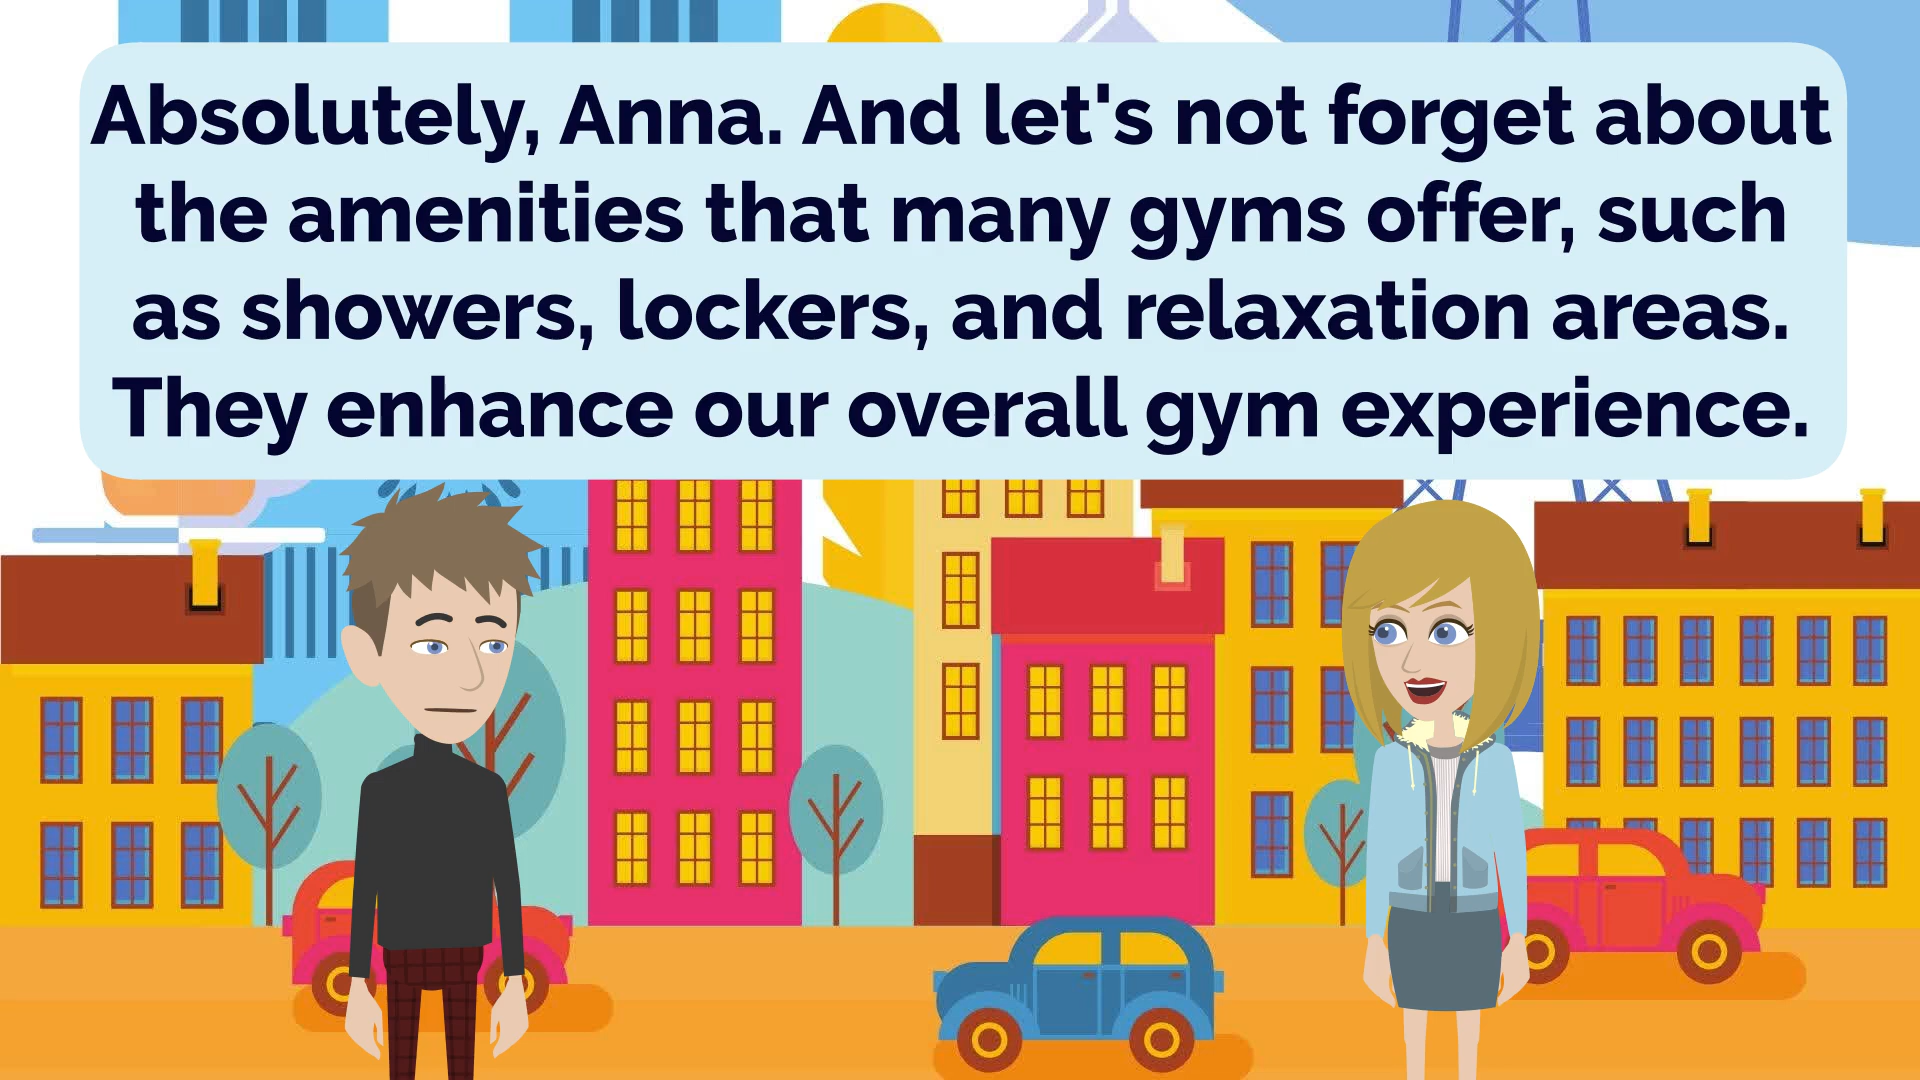 Absolutely, Anna. And let's not forget about
the amenities that many gyms offer, such
as showers, lockers, and relaxation areas.
They enhance our overall gym experience.